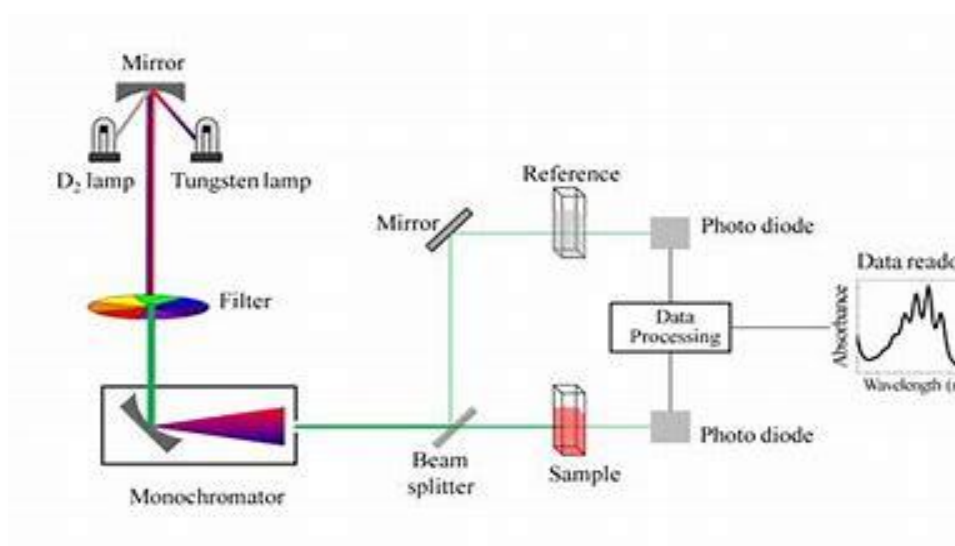 Mirror
D₂ lamp
Tungsten lamp
Filter
Monochromator
Mirror
Beam
splitter
Reference
Sample
Photo diode
Data
Processing
Photo diode
Data reado
Absorbance
Wavelength (